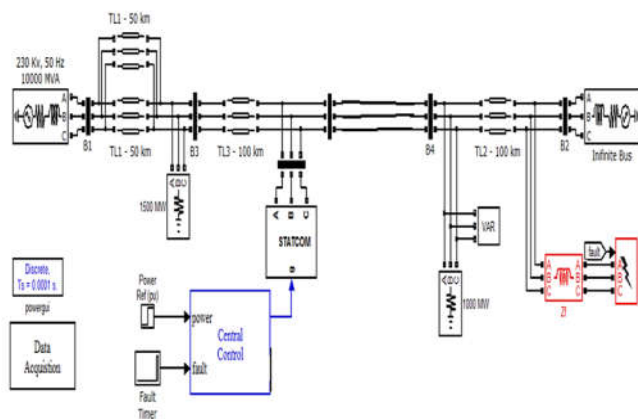 TL1 - 50 km
230 Kv, 50 Hz
10000 MVA
A
B
C
B1
TL1 - 50 km
B3
TL3 - 100 km
B4
TL2 - 100 km
B2
A
B
C
Inifinite Bus
A B C
1500 MW
A B C
STATCOM
g
VAR
A B C
1000 MW
fault
A
B
C
A
B
C
Zf
A
B
C
Discrete,
Ts = 0.0001 s.
powergui
Data
Acquistion
Power
Ref (pu)
power
fault
Central
Control
Fault
Timer